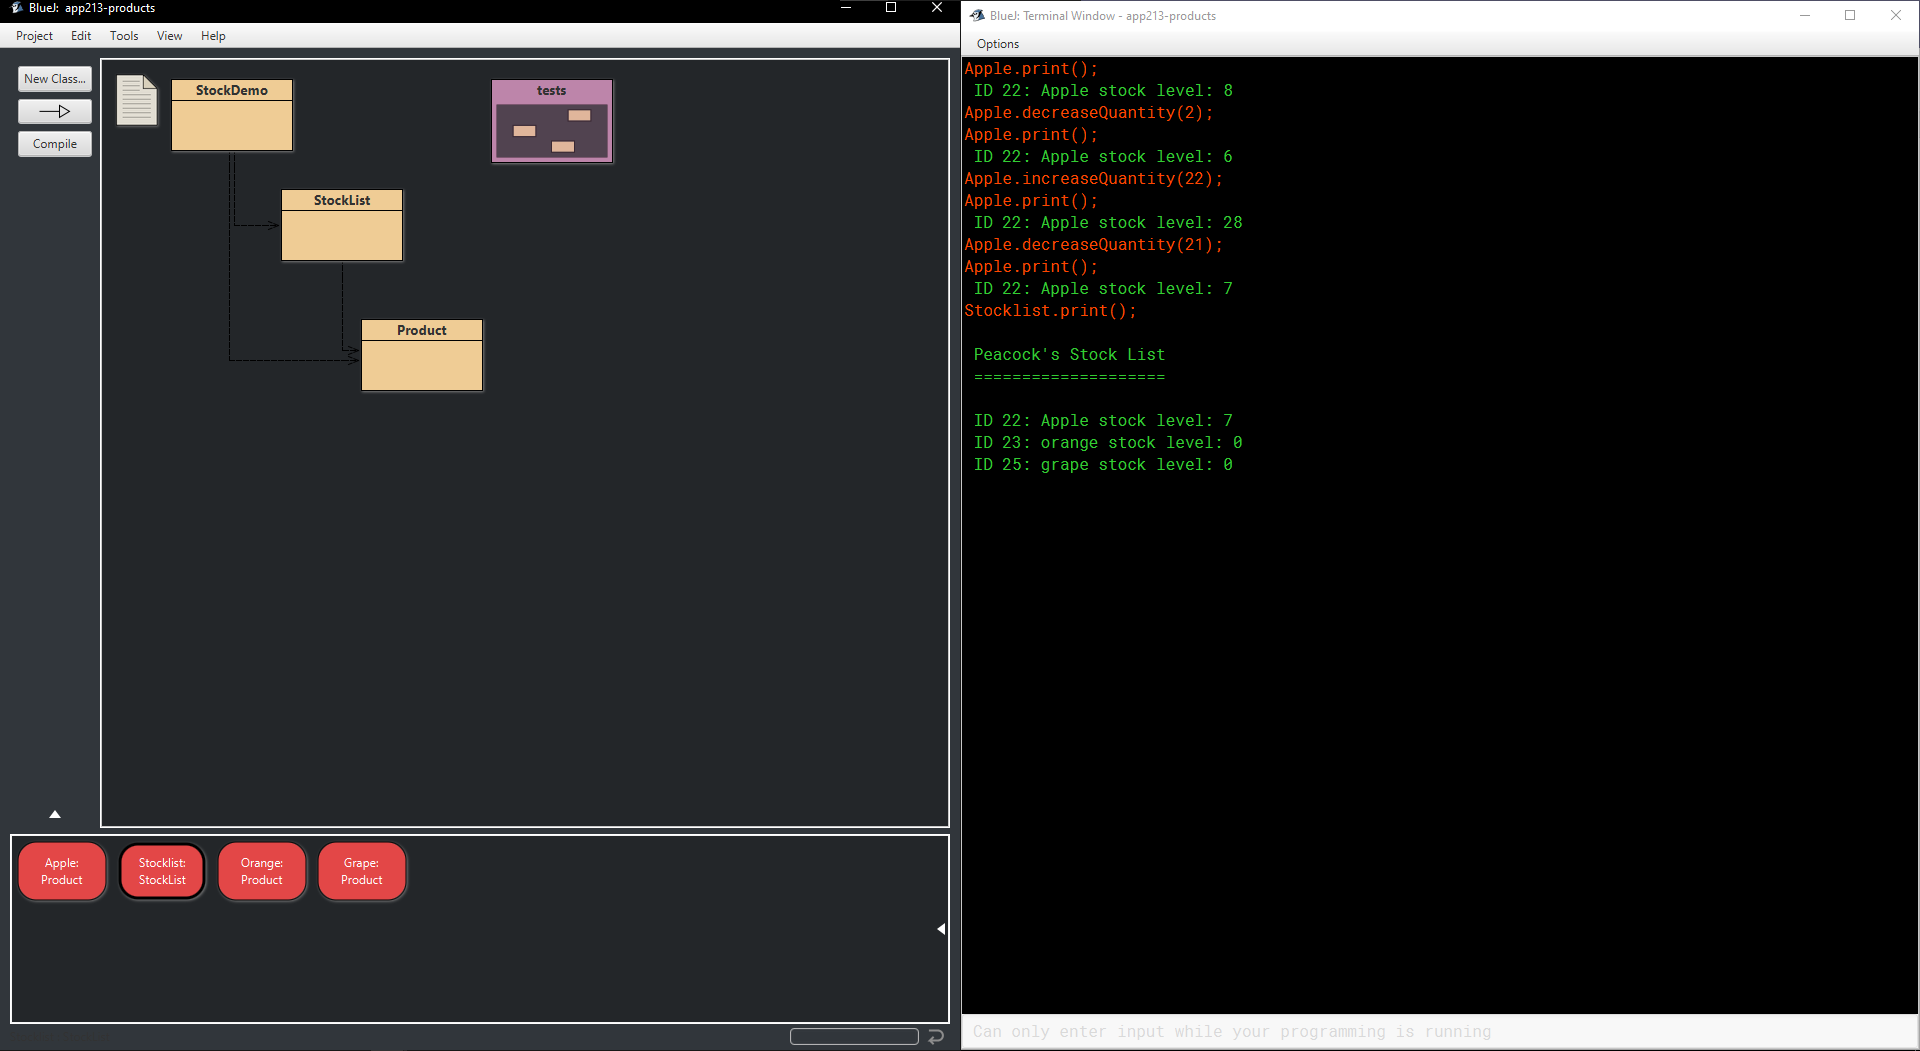 BlueJ: app213-products
Project Edit Tools View Help
New Class...
Compile
StockDemo
tests
StockList
Product
Apple:
Product
Stocklist:
StockList
Orange:
Product
Grape:
Product
BlueJ: Terminal Window - app213-products
Options
Apple.print();
ID 22: Apple stock level: 8
Apple.decreaseQuantity(2);
Apple.print();
ID 22: Apple stock level: 6
Apple.increaseQuantity(22);
Apple.print();
ID 22: Apple stock level: 28
Apple.decreaseQuantity(21);
Apple.print();
ID 22: Apple stock level: 7
Stocklist.print();
Peacock's Stock List
====================
ID 22: Apple stock level: 7
ID 23: orange stock level: 0
ID 25: grape stock level: 0
Can only enter input while your programming is running